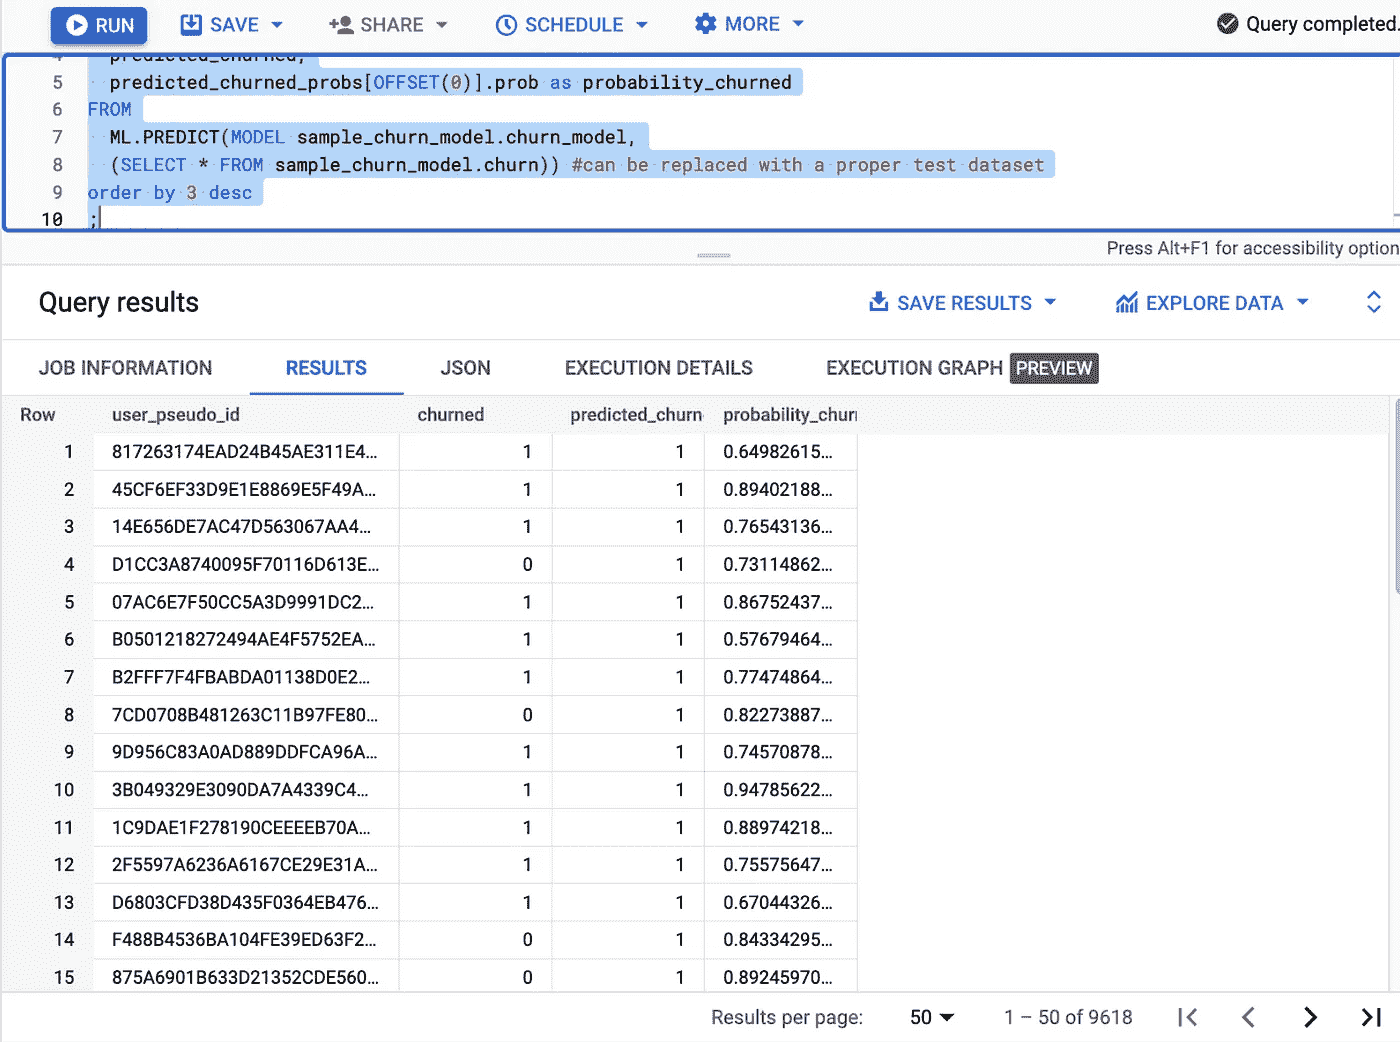 RUN SAVE SHARE SCHEDULE MORE Query completed.
4 predicted_churned,
5 predicted_churned_probs[OFFSET(0)].prob as probability_churned
6 FROM
7 ML.PREDICT(MODEL sample_churn_model.churn_model,
8 (SELECT * FROM sample_churn_model.churn)) #can be replaced with a proper test dataset
9 order by 3 desc
10 ;
Press Alt+F1 for accessibility option
Query results SAVE RESULTS EXPLORE DATA
JOB INFORMATION RESULTS JSON EXECUTION DETAILS EXECUTION GRAPH PREVIEW
Row user_pseudo_id churned predicted_churn probability_churn
1 817263174EAD24B45AE311E4... 1 1 0.64982615...
2 45CF6EF33D9E1E8869E5F49A... 1 1 0.89402188...
3 14E656DE7AC47D563067AA4... 1 1 0.76543136...
4 D1CC3A8740095F70116D613E... 0 1 0.73114862...
5 07AC6E7F50CC5A3D9991DC2... 1 1 0.86752437...
6 B0501218272494AE4F5752EA... 1 1 0.57679464...
7 B2FFF7F4FBABDA01138D0E2... 1 1 0.77474864...
8 7CD0708B481263C11B97FE80... 0 1 0.82273887...
9 9D956C83A0AD889DDFCA96A... 1 1 0.74570878...
10 3B049329E3090DA7A4339C4... 1 1 0.94785622...
11 1C9DAE1F278190CEEEEB70A... 1 1 0.88974218...
12 2F5597A6236A6167CE29E31A... 1 1 0.75575647...
13 D6803CFD38D435F0364EB476... 1 1 0.67044326...
14 F488B4536BA104FE39ED63F2... 0 1 0.84334295...
15 875A6901B633D21352CDE560... 0 1 0.89245970...
Results per page: 50 1 – 50 of 9618